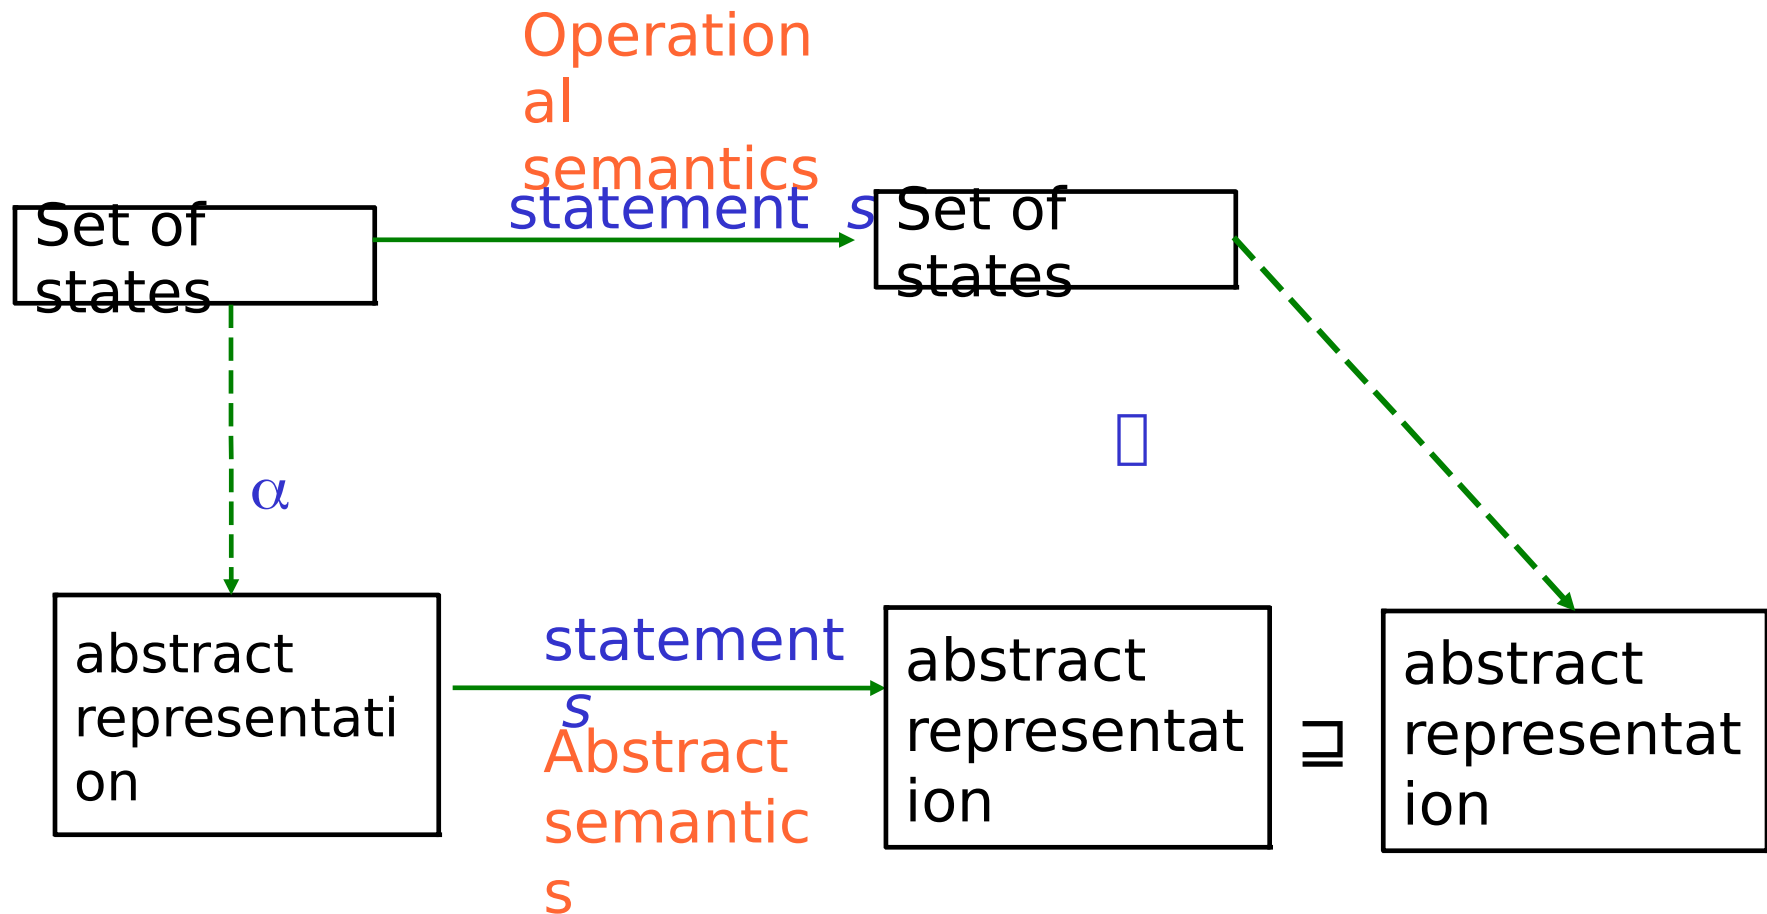 Operation
al
semantics
statement s
Set of
states
Set of
states
α
abstract
representati
on
statement
s
Abstract
semantic
s
abstract
representat
ion
⊒
abstract
representat
ion